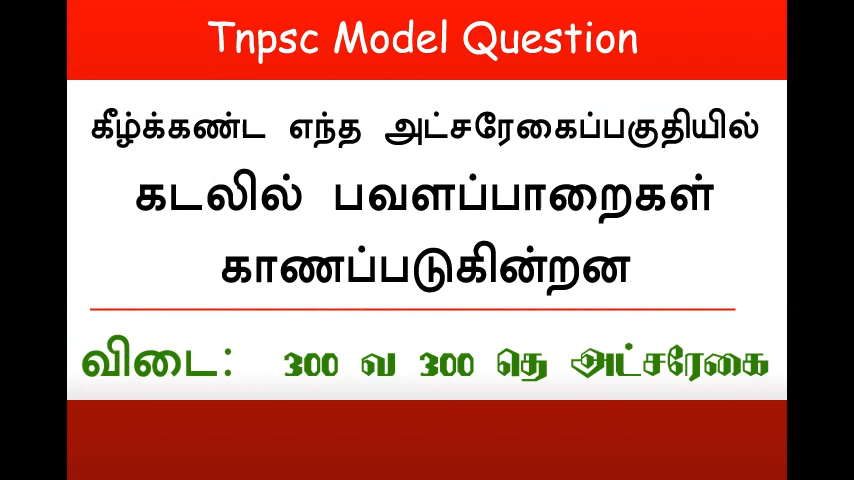 Tnpsc Model Question
கீழ்க்கண்ட எந்த அட்சரேகைப்பகுதியில்
கடலில் பவளப்பாறைகள்
காணப்படுகின்றன
விடை: 300 வ 300 தெ அட்சரேகை